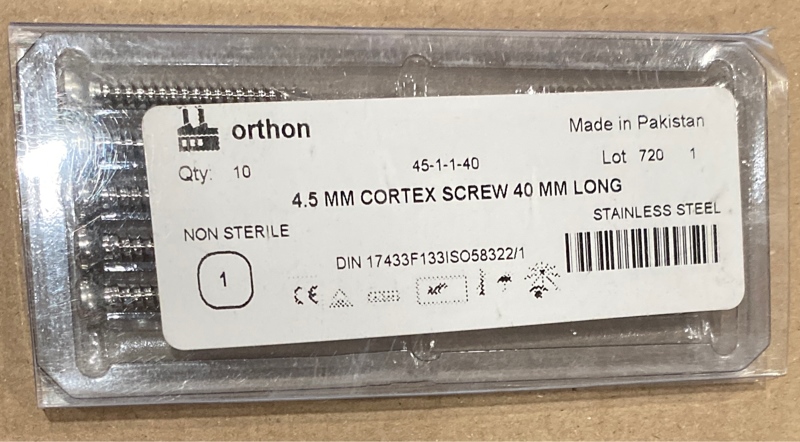 orthon
Made in Pakistan
Qty: 10
45-1-1-40
Lot 720 1
4.5 MM CORTEX SCREW 40 MM LONG
STAINLESS STEEL
NON STERILE
1
DIN 17433F133ISO58322/1
CE